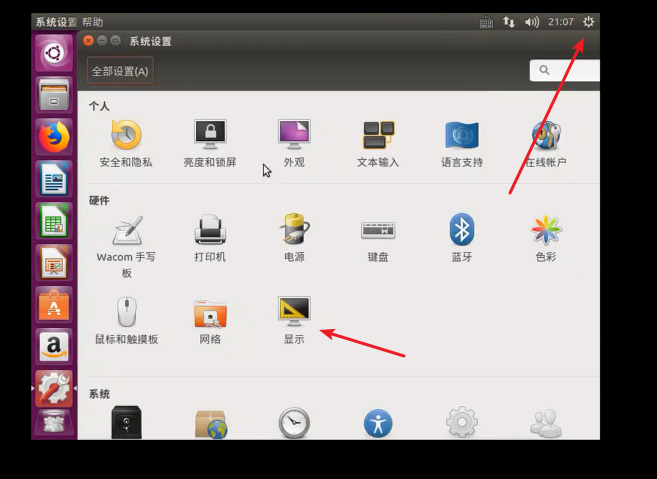 系统设置 帮助
21:07
系统设置
全部设置(A)
个人
安全和隐私
亮度和锁屏
外观
文本输入
语言支持
在线帐户
硬件
Wacom 手写
板
打印机
电源
键盘
蓝牙
色彩
鼠标和触摸板
网络
显示
系统